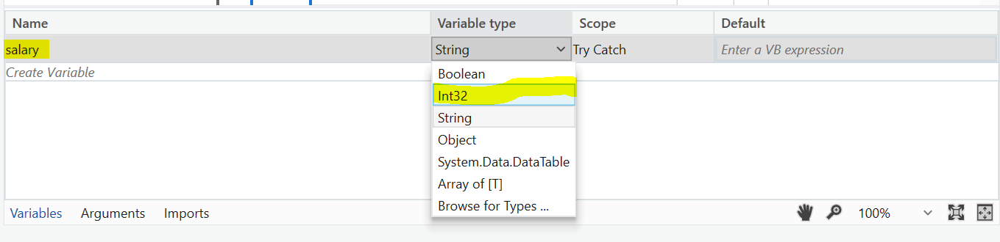 Name Variable type Scope Default
salary String Try Catch Enter a VB expression
Create Variable
Boolean
Int32
String
Object
System.Data.DataTable
Array of [T]
Browse for Types ...
Variables Arguments Imports 100%